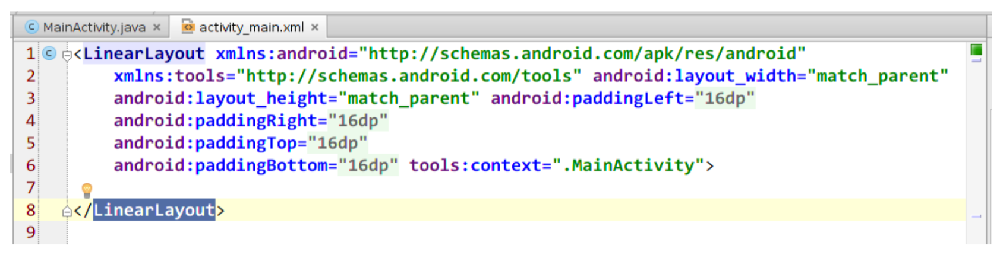 MainActivity.java × activity_main.xml ×
1 C <LinearLayout xmlns:android="http://schemas.android.com/apk/res/android"
2 xmlns:tools="http://schemas.android.com/tools" android:layout_width="match_parent"
3 android:layout_height="match_parent" android:paddingLeft="16dp"
4 android:paddingRight="16dp"
5 android:paddingTop="16dp"
6 android:paddingBottom="16dp" tools:context=".MainActivity">
7
8 </LinearLayout>
9